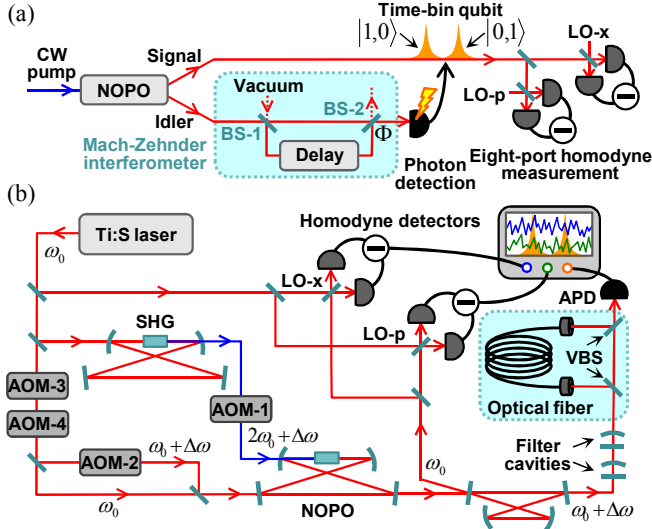 (a)
Time-bin qubit
|1,0⟩
|0,1⟩
LO-x
CW
pump
NOPO
Signal
Idler
Vacuum
BS-1
BS-2
Φ
Delay
Mach-Zehnder
interferometer
LO-p
Photon
detection
Eight-port homodyne
measurement
(b)
Ti:S laser
ω₀
Homodyne detectors
LO-x
LO-p
APD
SHG
VBS
Optical fiber
AOM-3
AOM-4
AOM-1
AOM-2
ω₀ + Δω
2ω₀ + Δω
Filter
cavities
ω₀
NOPO
ω₀
ω₀ + Δω